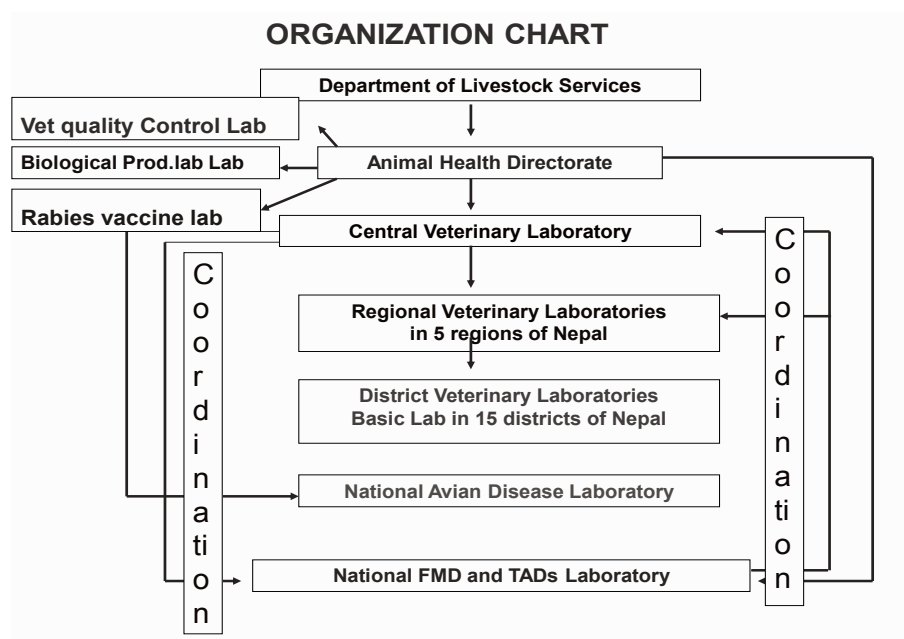 ORGANIZATION CHART
Department of Livestock Services
Vet quality Control Lab
Biological Prod.lab Lab
Animal Health Directorate
Rabies vaccine lab
Central Veterinary Laboratory
Coordination
Coordination
Regional Veterinary Laboratories
in 5 regions of Nepal
District Veterinary Laboratories
Basic Lab in 15 districts of Nepal
National Avian Disease Laboratory
National FMD and TADs Laboratory